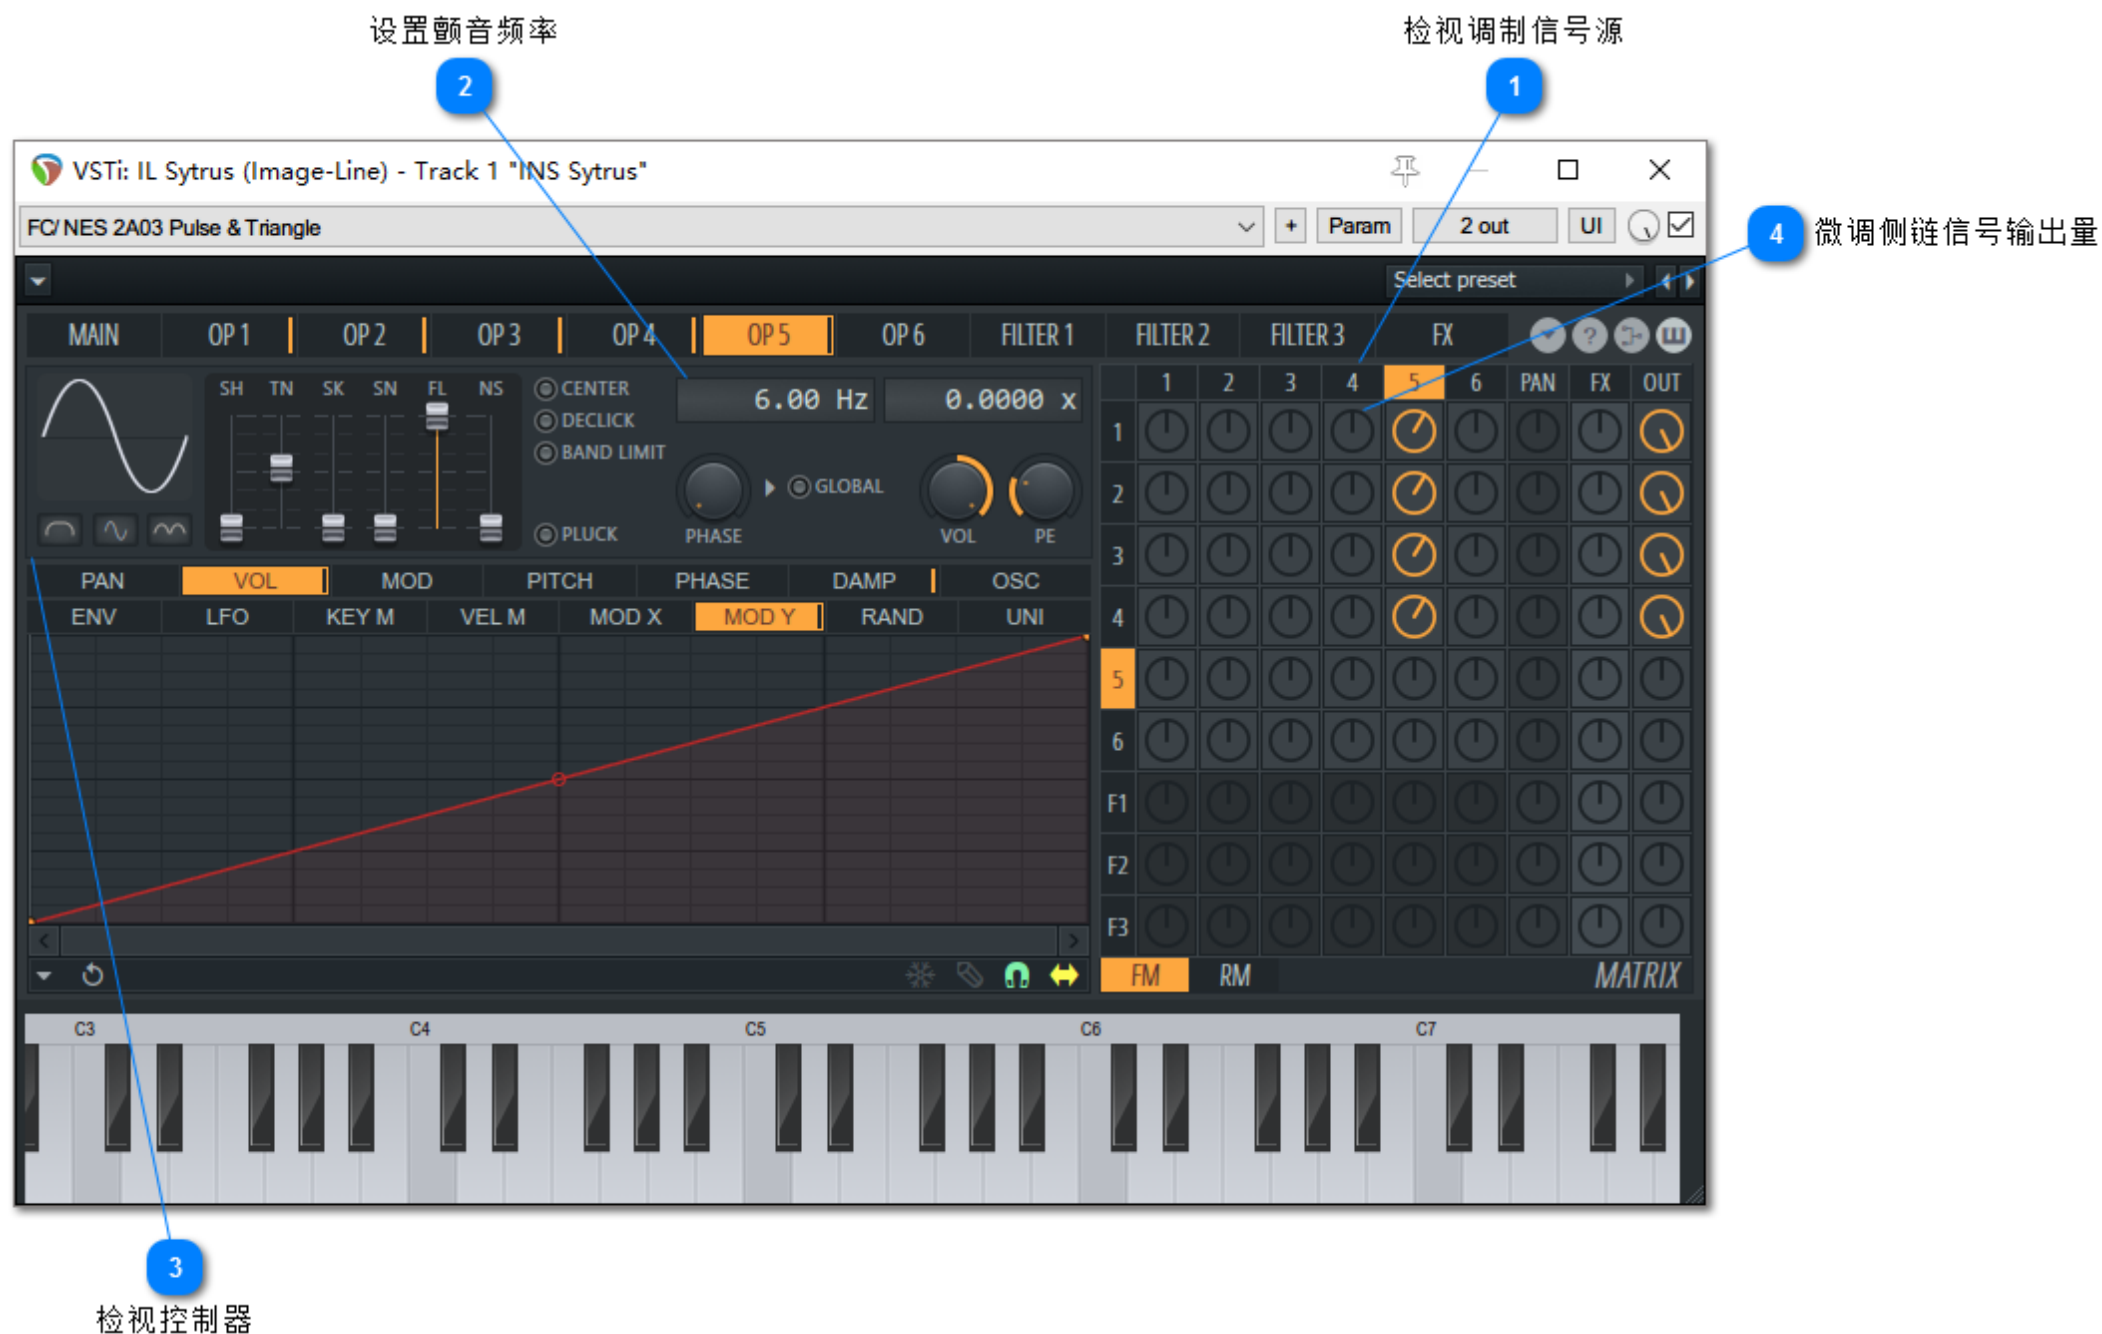 设置颤音频率
检视调制信号源
2
1
VSTi: IL Sytrus (Image-Line) - Track 1 "INS Sytrus"
FC/ NES 2A03 Pulse & Triangle
+
Param
2 out
UI
4
微调侧链信号输出量
Select preset
MAIN OP 1 OP 2 OP 3 OP 4 OP 5 OP 6 FILTER 1 FILTER 2 FILTER 3 FX ?
SH TN SK SN FL NS
CENTER
DECLICK
BAND LIMIT
PLUCK
6.00 Hz
0.0000 x
GLOBAL
PHASE
VOL
PE
PAN VOL MOD PITCH PHASE DAMP OSC
ENV LFO KEY M VEL M MOD X MOD Y RAND UNI
1 2 3 4 5 6 PAN FX OUT
1
2
3
4
5
6
F1
F2
F3
FM RM MATRIX
C3 C4 C5 C6 C7
3
检视控制器